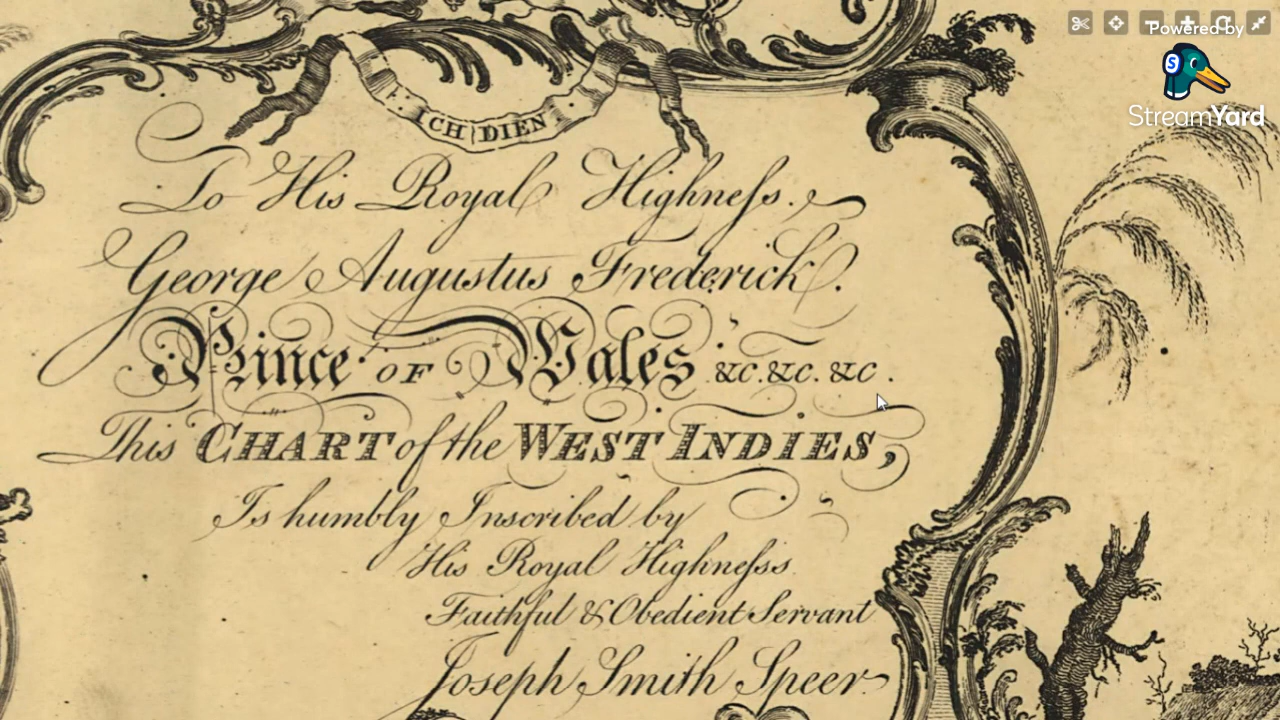 Powered by
StreamYard
ICH DIEN
To His Royal Highneſs.
George Augustus Frederick.
Prince OF Wales &c. &c. &c.
This CHART of the WEST INDIES,
Is humbly Inscribed by
His Royal Highneſss
Faithful & Obedient Servant
Joseph Smith Speer